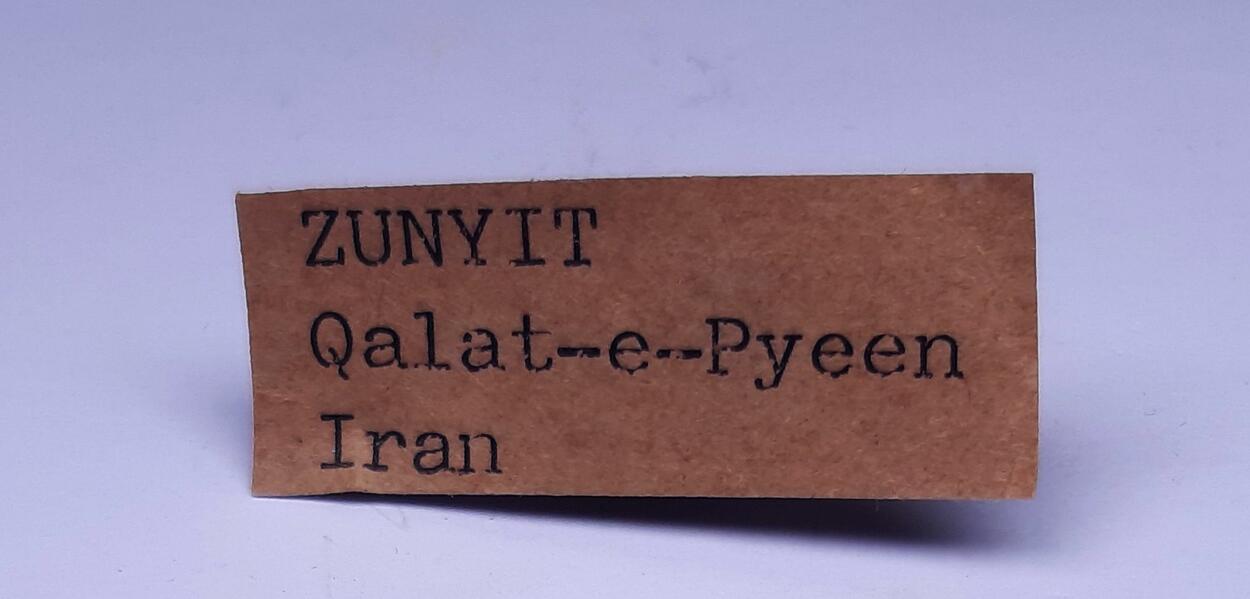 ZUNYIT
Qalat-e-Pyeen
Iran